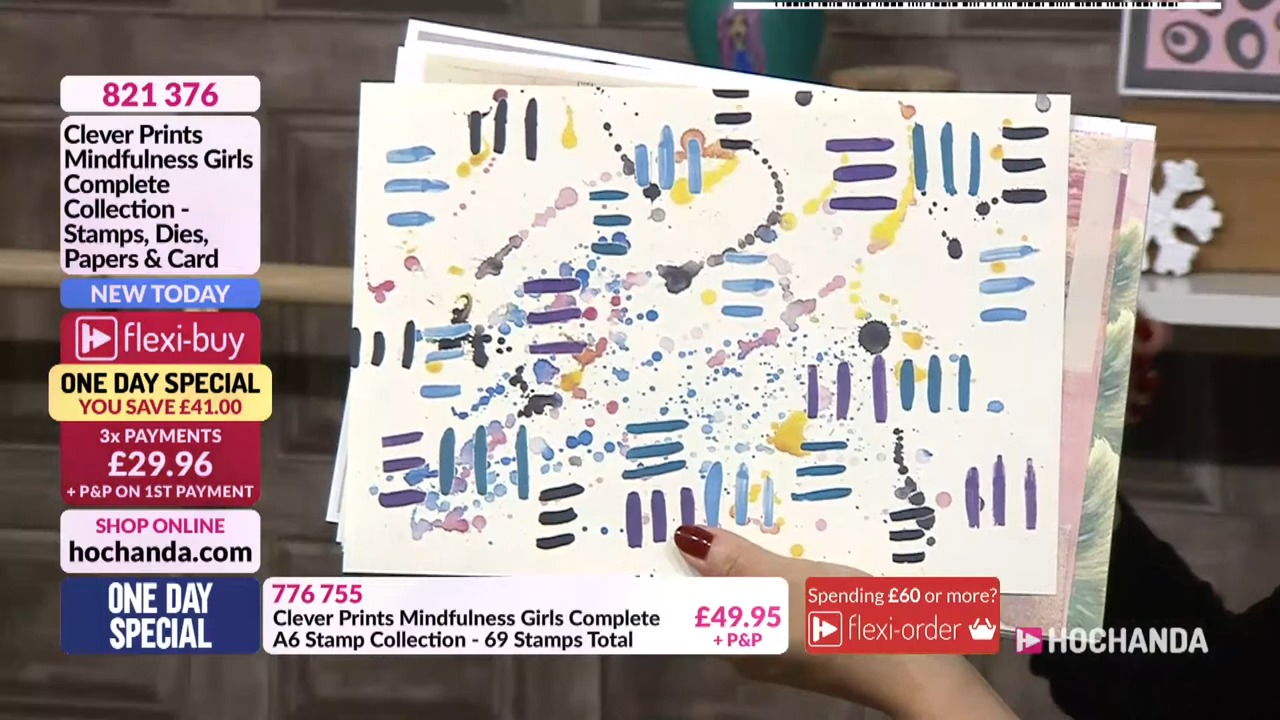 821 376
Clever Prints
Mindfulness Girls
Complete
Collection -
Stamps, Dies,
Papers & Card
NEW TODAY
flexi-buy
ONE DAY SPECIAL
YOU SAVE £41.00
3x PAYMENTS
£29.96
+ P&P ON 1ST PAYMENT
SHOP ONLINE
hochanda.com
ONE DAY
SPECIAL
776 755
Clever Prints Mindfulness Girls Complete
A6 Stamp Collection - 69 Stamps Total
£49.95
+ P&P
Spending £60 or more?
flexi-order
HOCHANDA